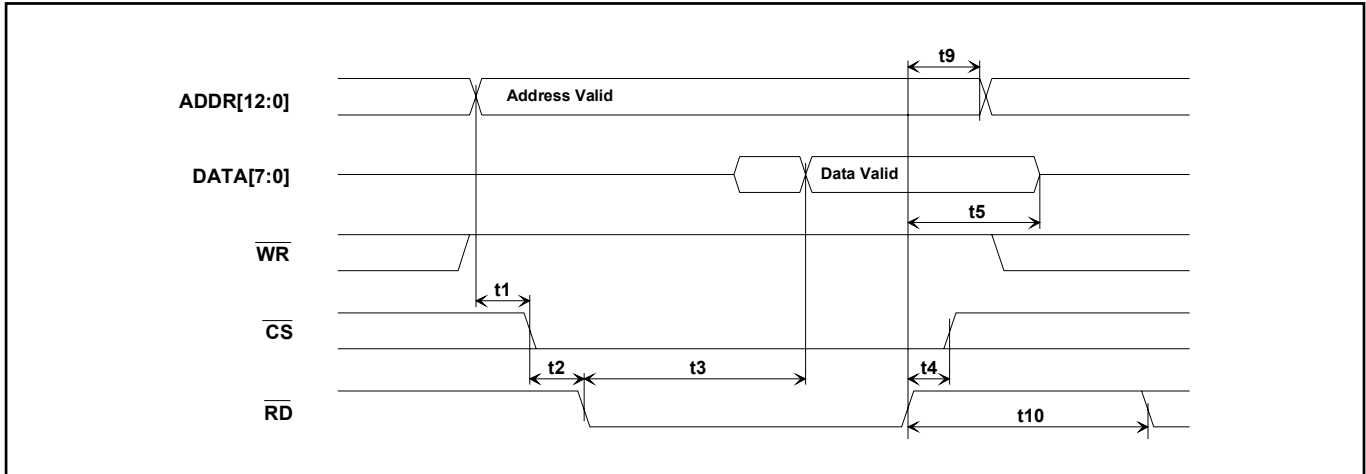 t9
ADDR[12:0] Address Valid
DATA[7:0] Data Valid
t5
WR
t1
CS
t2 t3 t4
RD
t10